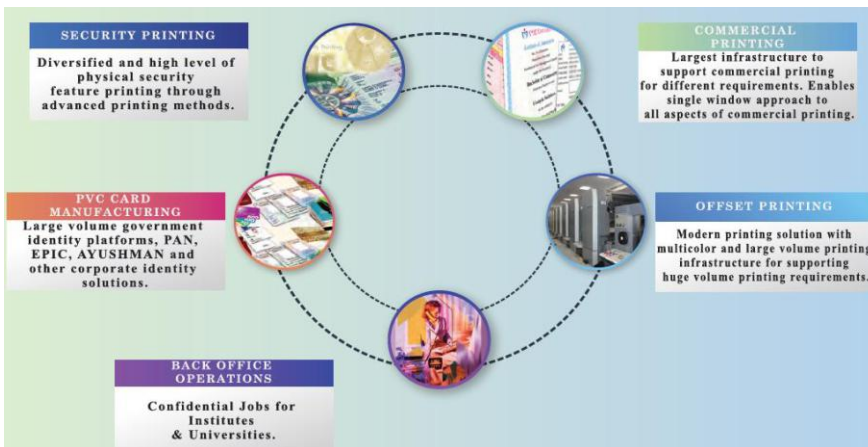 SECURITY PRINTING
Diversified and high level of
physical security
feature printing through
advanced printing methods.
COMMERCIAL
PRINTING
Largest infrastructure to
support commercial printing
for different requirements. Enables
single window approach to
all aspects of commercial printing.
PVC CARD
MANUFACTURING
Large volume government
identity platforms, PAN,
EPIC, AYUSHMAN and
other corporate identity
solutions.
OFFSET PRINTING
Modern printing solution with
multicolor and large volume printing
infrastructure for supporting
huge volume printing requirements.
BACK OFFICE
OPERATIONS
Confidential Jobs for
Institutes
& Universities.